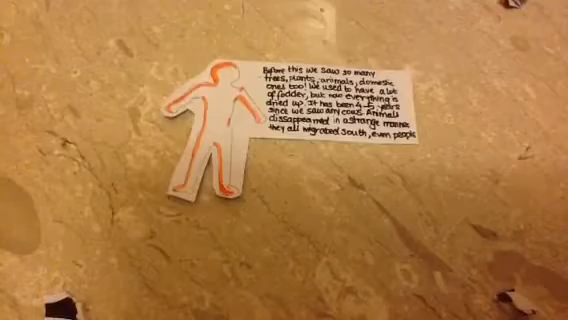 Before this we saw so many
trees, plants, animals, domestic
ones too! We used to have a lot
of fodder, but now everything is
dried up. It has been 4-5 years
since we saw any cows. Animals
dissappeared in a strange manner
they all migrated south, even people